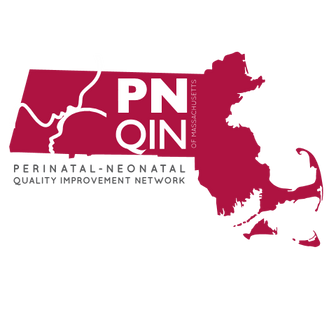 PN
QIN
OF MASSACHUSETTS
PERINATAL-NEONATAL
QUALITY IMPROVEMENT NETWORK